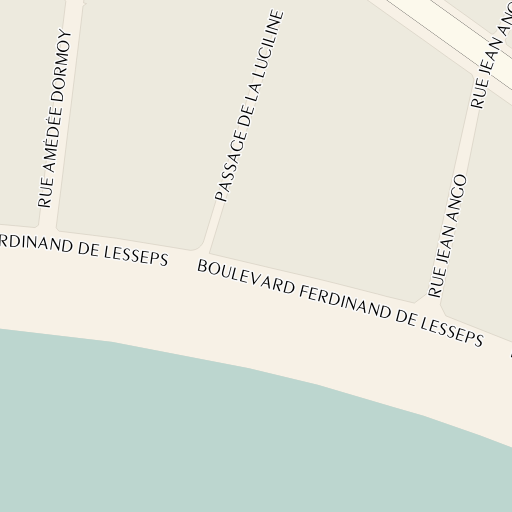 RUE AMÉDÉE DORMOY
PASSAGE DE LA LUCILINE
RUE JEAN ANGO
RUE JEAN ANGO
RDINAND DE LESSEPS
BOULEVARD FERDINAND DE LESSEPS